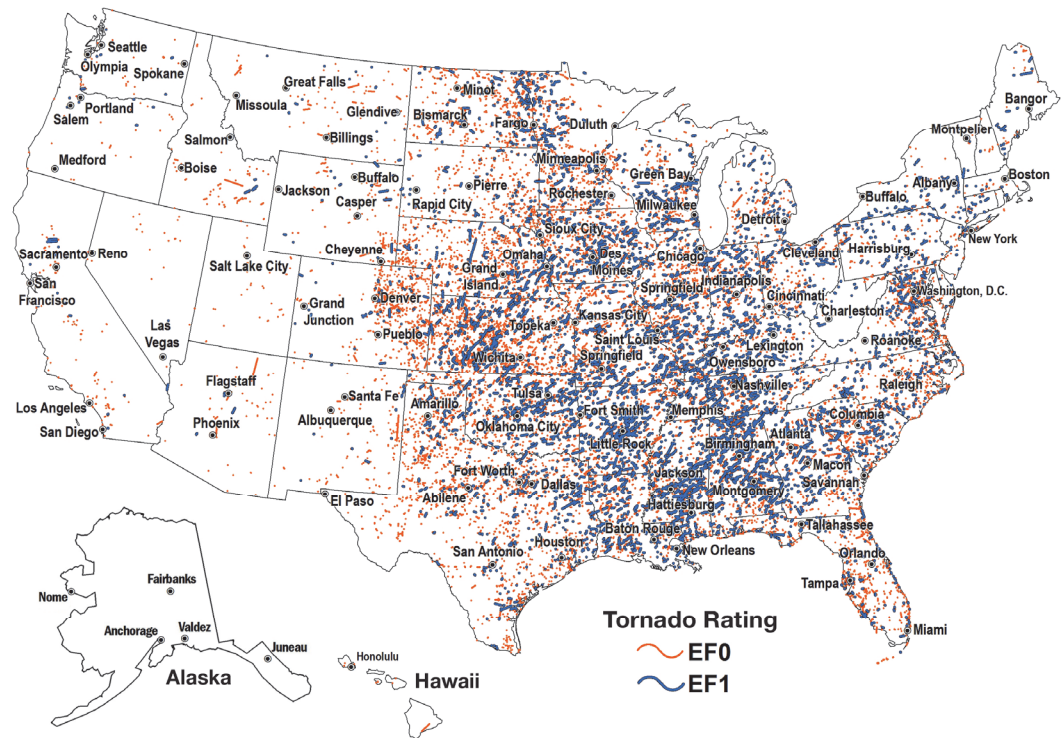 Seattle
Olympia
Spokane
Portland
Salem
Medford
Great Falls
Missoula
Glendive
Salmon
Billings
Boise
Jackson
Buffalo
Casper
Cheyenne
Minot
Bismarck
Fargo
Duluth
Pierre
Rapid City
Minneapolis
Rochester
Green Bay
Milwaukee
Detroit
Bangor
Montpelier
Albany
Boston
Buffalo
New York
Cleveland
Harrisburg
Washington, D.C.
Sacramento
Reno
San
Francisco
Salt Lake City
Las
Vegas
Grand
Junction
Denver
Pueblo
Sioux City
Omaha
Des
Moines
Grand
Island
Chicago
Springfield
Indianapolis
Cincinnati
Charleston
Topeka
Kansas City
Saint Louis
Springfield
Wichita
Lexington
Owensboro
Roanoke
Raleigh
Nashville
Los Angeles
San Diego
Flagstaff
Phoenix
Santa Fe
Albuquerque
Amarillo
Tulsa
Oklahoma City
Fort Smith
Little Rock
Memphis
Birmingham
Atlanta
Columbia
Macon
Savannah
Montgomery
Jackson
Hattiesburg
El Paso
Fort Worth
Dallas
Abilene
Baton Rouge
New Orleans
Tallahassee
Houston
San Antonio
Orlando
Tampa
Miami
Nome
Fairbanks
Anchorage
Valdez
Juneau
Alaska
Honolulu
Hawaii
Tornado Rating
EF0
EF1